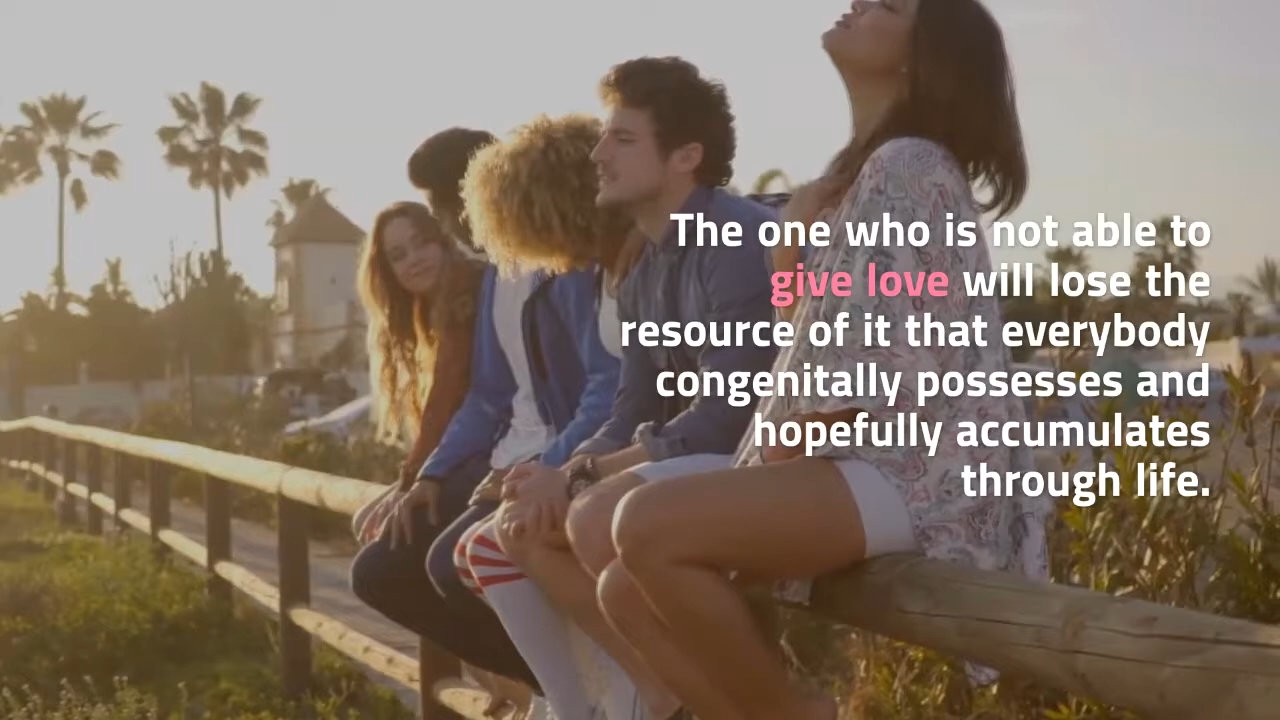 The one who is not able to
give love will lose the
resource of it that everybody
congenitally possesses and
hopefully accumulates
through life.